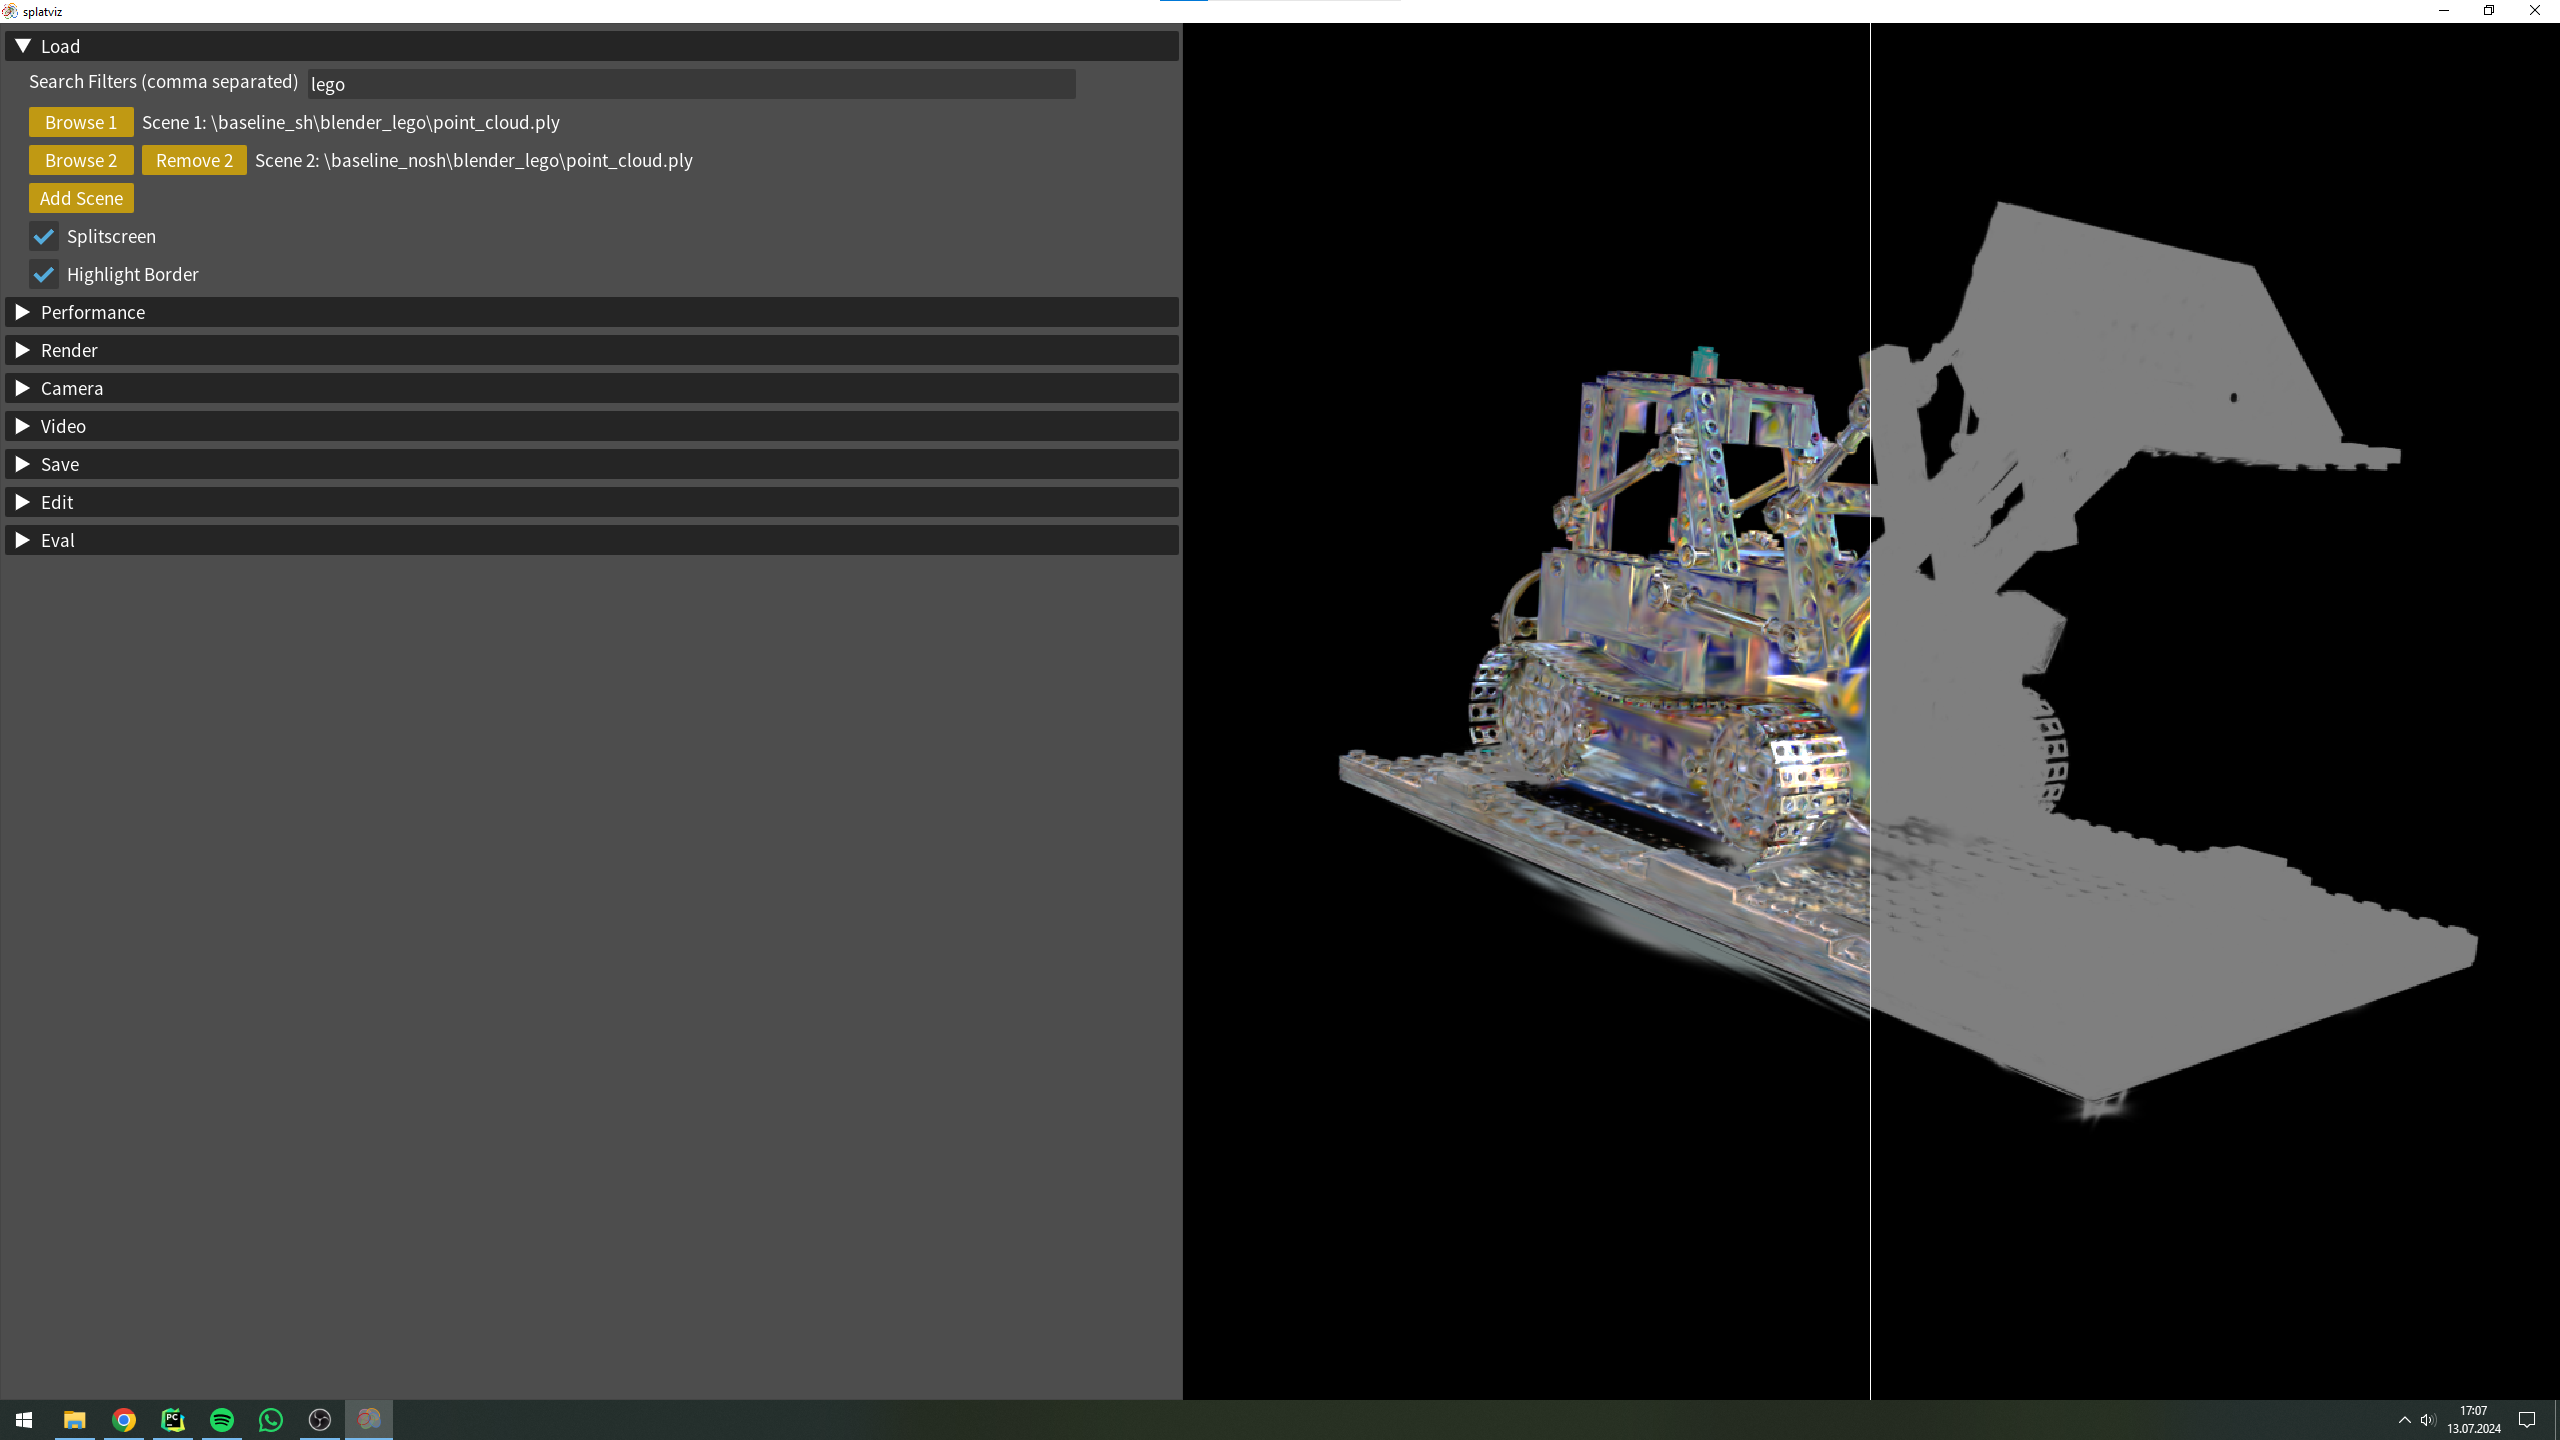 splatviz
Load
Search Filters (comma separated) lego
Browse 1 Scene 1: \baseline_sh\blender_lego\point_cloud.ply
Browse 2 Remove 2 Scene 2: \baseline_nosh\blender_lego\point_cloud.ply
Add Scene
Splitscreen
Highlight Border
Performance
Render
Camera
Video
Save
Edit
Eval
PC
17:07
13.07.2024